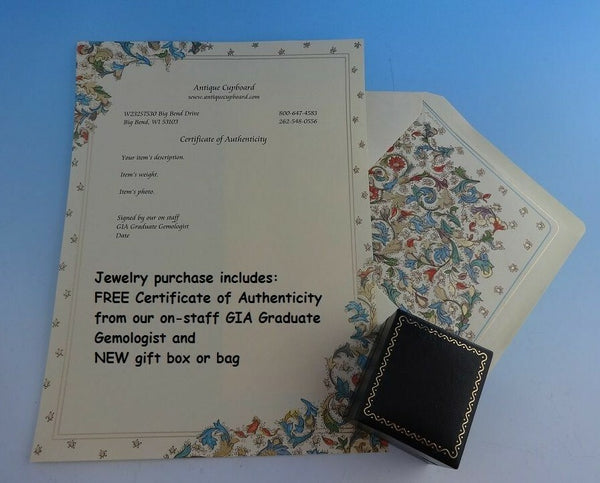 Antique Cupboard
www.antiquecupboard.com
W232S7530 Big Bend Drive 800-647-4583
Big Bend, WI 53103 262-548-0556
Certificate of Authenticity
Your item's description.
Item's weight.
Item's photo.
Signed by our on staff
GIA Graduate Gemologist
Date
Jewelry purchase includes:
FREE Certificate of Authenticity
from our on-staff GIA Graduate
Gemologist and
NEW gift box or bag